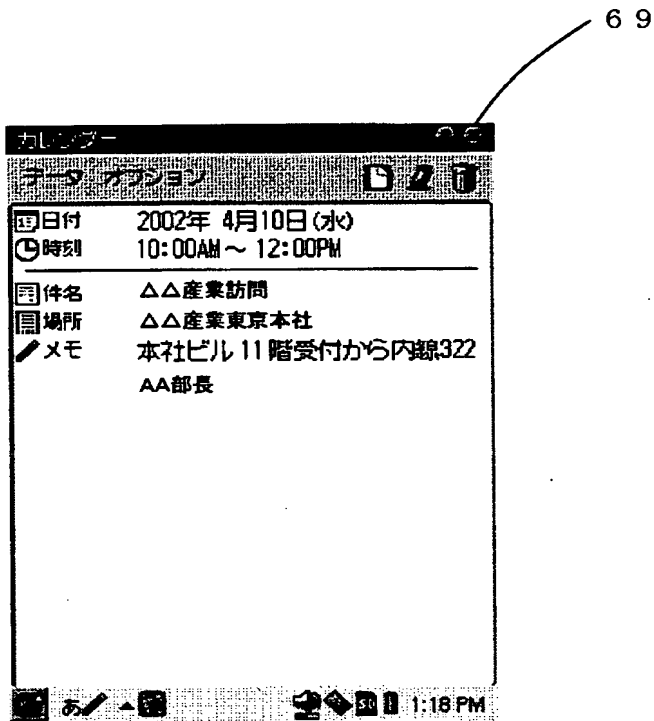 ６９
カレンダー
データ オプション
日付 2002年 4月10日(水)
時刻 10:00AM～ 12:00PM
件名 △△産業訪問
場所 △△産業東京本社
メモ 本社ビル 11階受付から内線322
AA部長
あ 1:18 PM